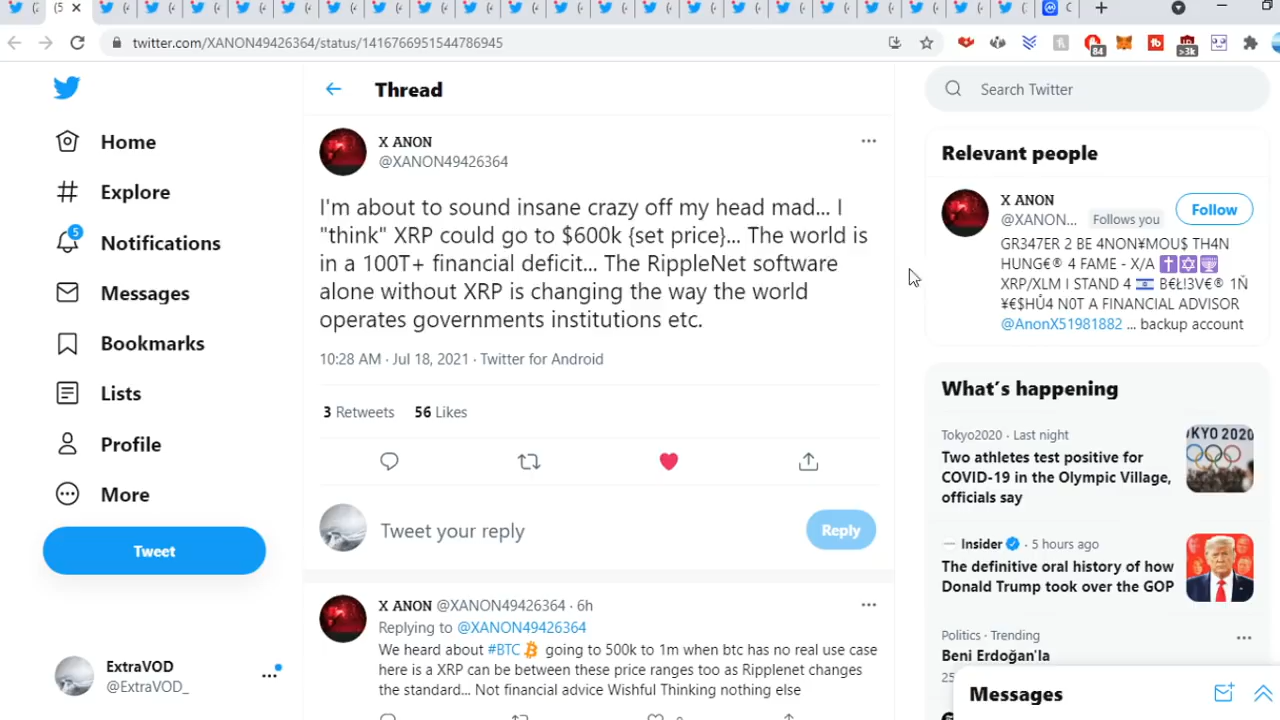 twitter.com/XANON49426364/status/1416766951544786945
84
>3k
Home
Explore
5
Notifications
Messages
Bookmarks
Lists
Profile
More
Tweet
ExtraVOD
@ExtraVOD_
Thread
X ANON
@XANON49426364
I'm about to sound insane crazy off my head mad... I
"think" XRP could go to $600k {set price}... The world is
in a 100T+ financial deficit... The RippleNet software
alone without XRP is changing the way the world
operates governments institutions etc.
10:28 AM · Jul 18, 2021 · Twitter for Android
3 Retweets 56 Likes
Tweet your reply
Reply
X ANON @XANON49426364 · 6h
Replying to @XANON49426364
We heard about #BTC going to 500k to 1m when btc has no real use case
here is a XRP can be between these price ranges too as Ripplenet changes
the standard... Not financial advice Wishful Thinking nothing else
Search Twitter
Relevant people
X ANON
@XANON... Follows you
Follow
GR347ER 2 BE 4NON¥MOU$ TH4N
HUNG€® 4 FAME - X/A ✝️✡️🕎
XRP/XLM I STAND 4 🇮🇱 B€Ł!3V€® 1Ñ
¥€$HŮ4 N0T A FINANCIAL ADVISOR
@AnonX51981882 ... backup account
What's happening
Tokyo2020 · Last night
Two athletes test positive for
COVID-19 in the Olympic Village,
officials say
KYO 2020
Insider · 5 hours ago
The definitive oral history of how
Donald Trump took over the GOP
Politics · Trending
Beni Erdoğan'la
Messages